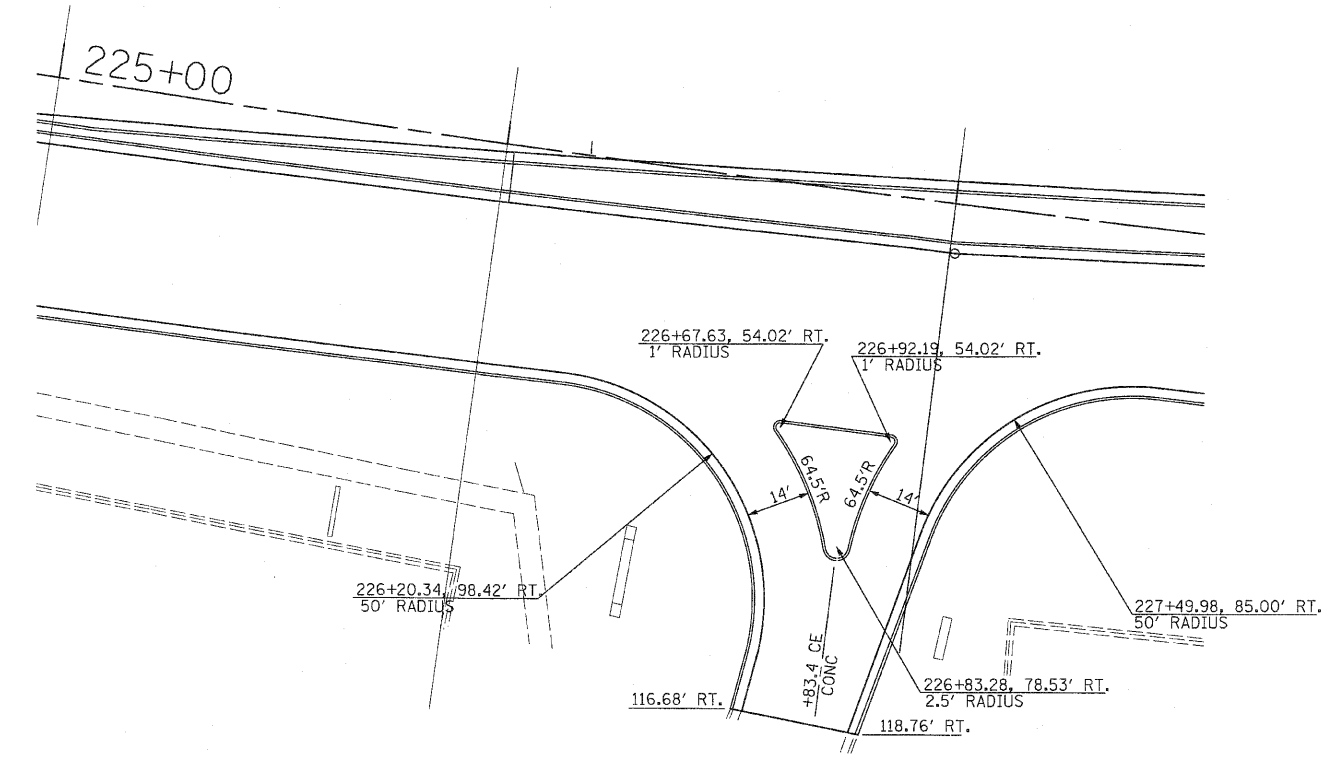 225+00
226+67.63, 54.02' RT.
1' RADIUS
226+92.19, 54.02' RT.
1' RADIUS
64.5'R
64.5'R
14'
14'
226+20.34, 98.42' RT.
50' RADIUS
227+49.98, 85.00' RT.
50' RADIUS
+83.4 CE
CONC
226+83.28, 78.53' RT.
2.5' RADIUS
116.68' RT.
118.76' RT.